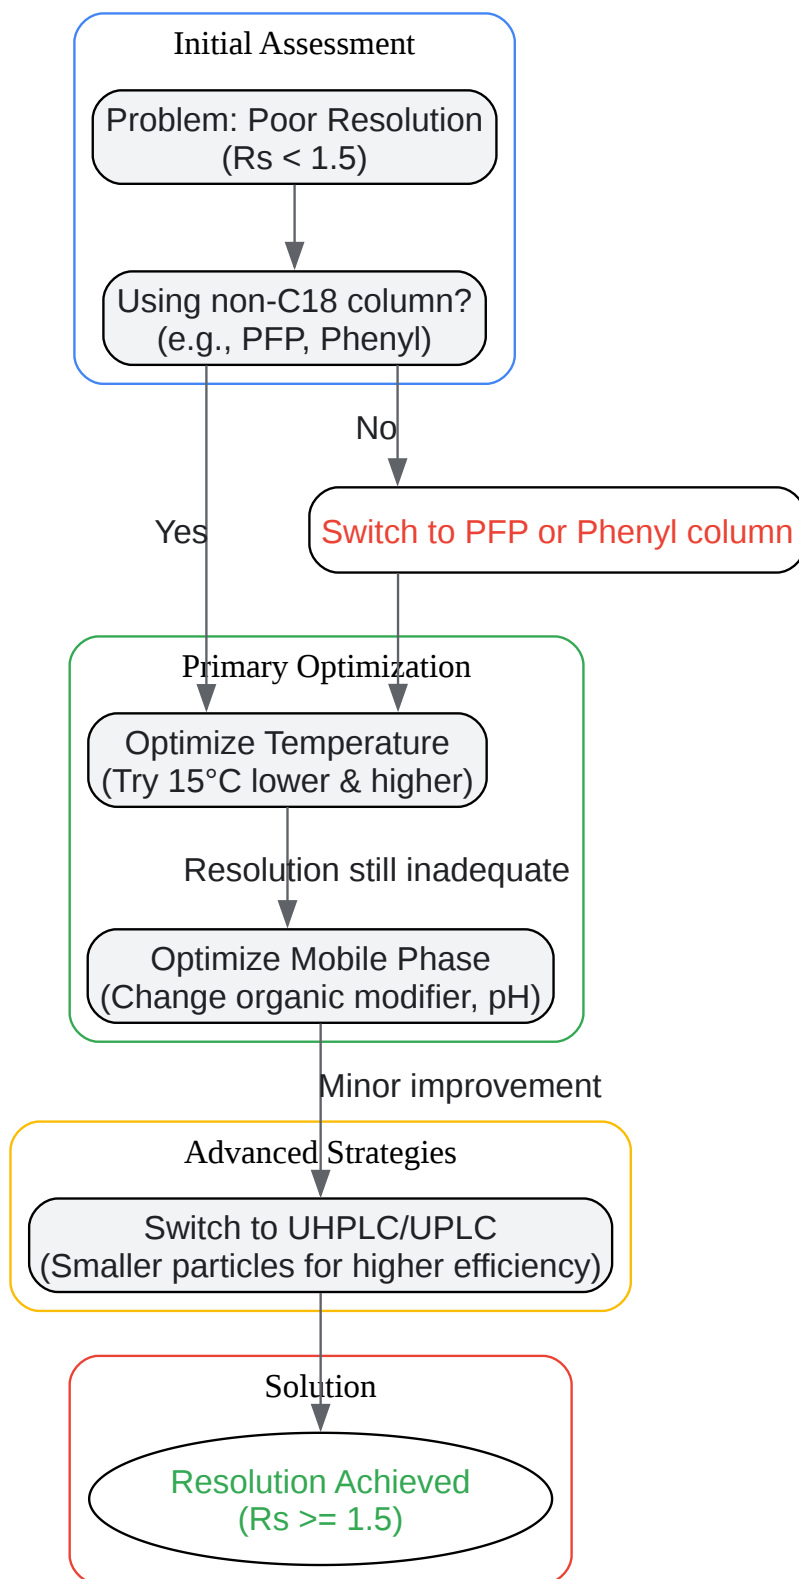 Initial Assessment
Problem: Poor Resolution
(Rs < 1.5)
Using non-C18 column?
(e.g., PFP, Phenyl)
No
Yes
Switch to PFP or Phenyl column
Primary Optimization
Optimize Temperature
(Try 15°C lower & higher)
Resolution still inadequate
Optimize Mobile Phase
(Change organic modifier, pH)
Minor improvement
Advanced Strategies
Switch to UHPLC/UPLC
(Smaller particles for higher efficiency)
Solution
Resolution Achieved
(Rs >= 1.5)